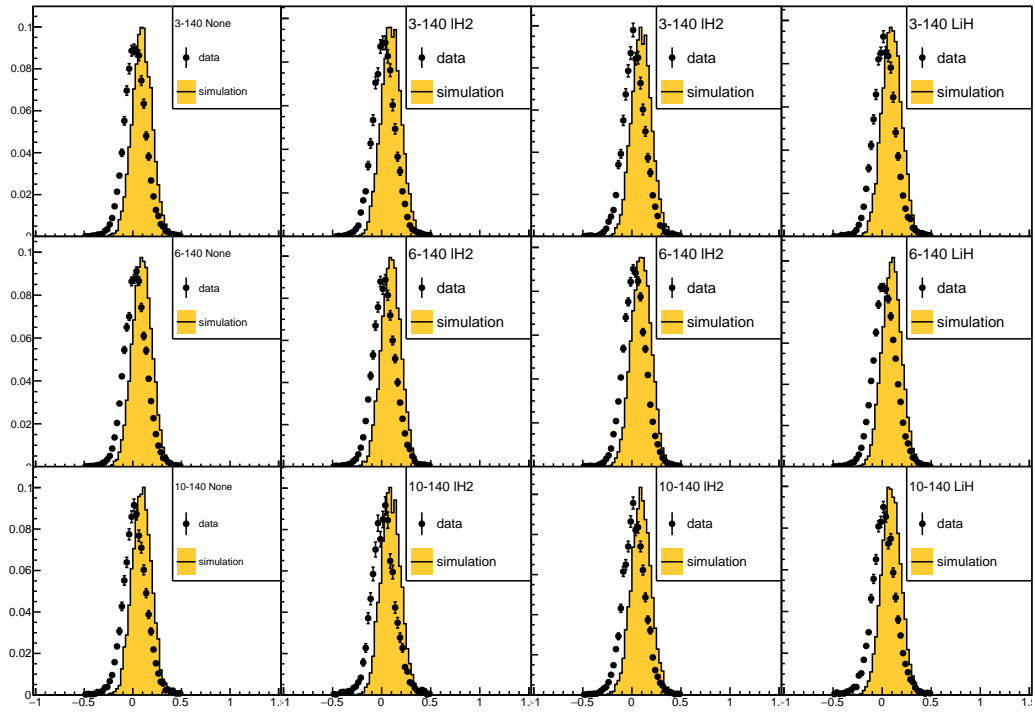 0.1
0.08
0.06
0.04
0.02
0
3-140 None
data
simulation
3-140 lH2
data
simulation
3-140 lH2
data
simulation
3-140 LiH
data
simulation
0.1
0.08
0.06
0.04
0.02
0
6-140 None
data
simulation
6-140 lH2
data
simulation
6-140 lH2
data
simulation
6-140 LiH
data
simulation
0.1
0.08
0.06
0.04
0.02
0
10-140 None
data
simulation
10-140 lH2
data
simulation
10-140 lH2
data
simulation
10-140 LiH
data
simulation
−1 −0.5 0 0.5 1 −0.5 0 0.5 1 −0.5 0 0.5 1 −0.5 0 0.5 1